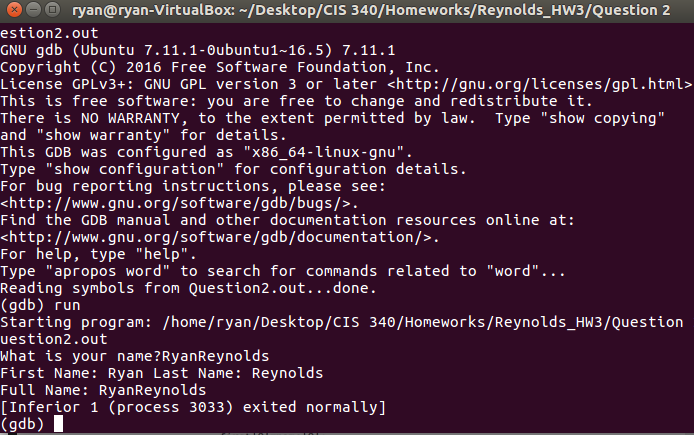 ryan@ryan-VirtualBox: ~/Desktop/CIS 340/Homeworks/Reynolds_HW3/Question 2
estion2.out
GNU gdb (Ubuntu 7.11.1-0ubuntu1~16.5) 7.11.1
Copyright (C) 2016 Free Software Foundation, Inc.
License GPLv3+: GNU GPL version 3 or later <http://gnu.org/licenses/gpl.html>
This is free software: you are free to change and redistribute it.
There is NO WARRANTY, to the extent permitted by law.  Type "show copying"
and "show warranty" for details.
This GDB was configured as "x86_64-linux-gnu".
Type "show configuration" for configuration details.
For bug reporting instructions, please see:
<http://www.gnu.org/software/gdb/bugs/>.
Find the GDB manual and other documentation resources online at:
<http://www.gnu.org/software/gdb/documentation/>.
For help, type "help".
Type "apropos word" to search for commands related to "word"...
Reading symbols from Question2.out...done.
(gdb) run
Starting program: /home/ryan/Desktop/CIS 340/Homeworks/Reynolds_HW3/Question
uestion2.out
What is your name?RyanReynolds
First Name: Ryan Last Name: Reynolds
Full Name: RyanReynolds
[Inferior 1 (process 3033) exited normally]
(gdb)